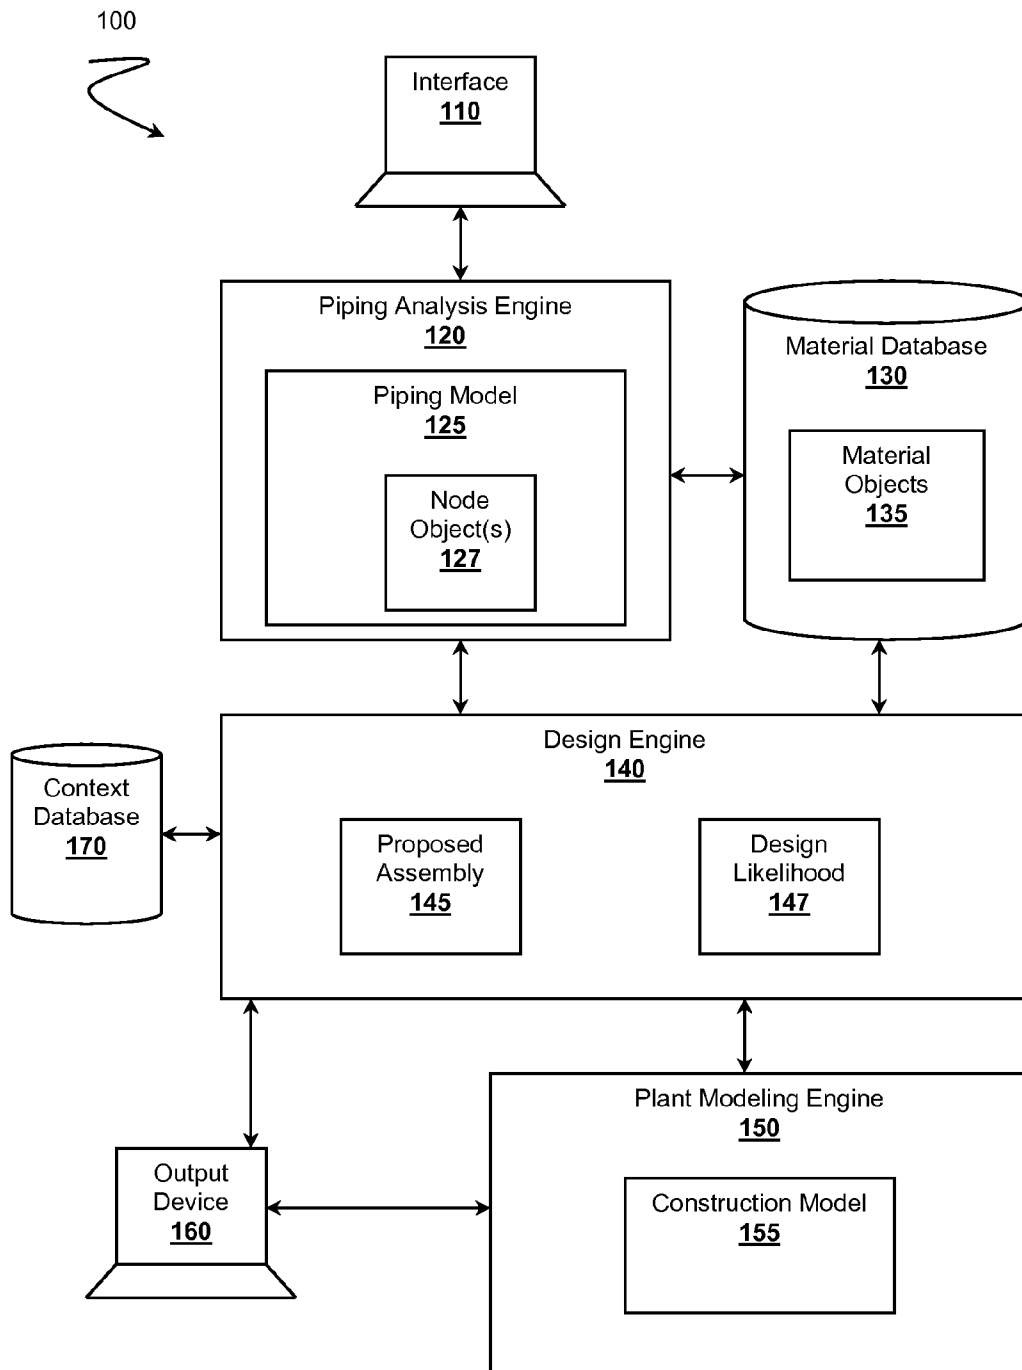 100
Interface
110
Piping Analysis Engine
120
Piping Model
125
Node
Object(s)
127
Material Database
130
Material
Objects
135
Design Engine
140
Context
Database
170
Proposed
Assembly
145
Design
Likelihood
147
Plant Modeling Engine
150
Construction Model
155
Output
Device
160